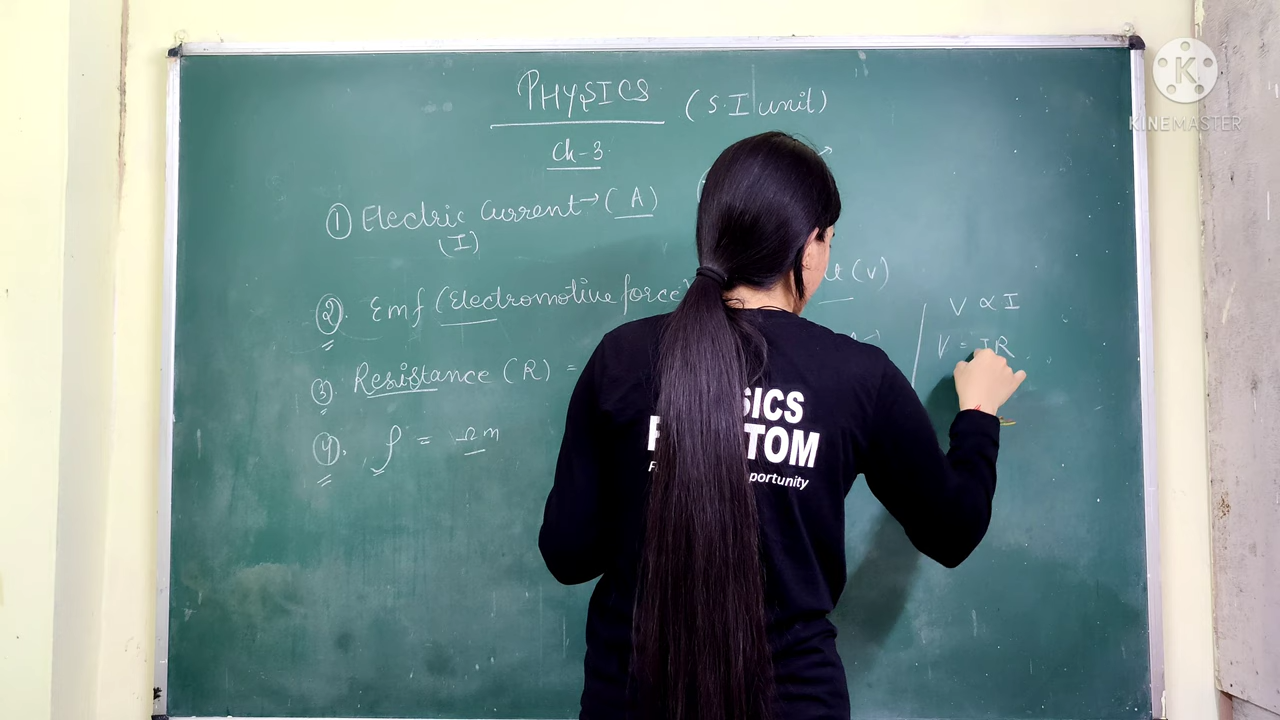 PHYSICS (S.I unit)
Ch-3
① Electric Current → (A)
(I)
②. Emf (Electromotive force) (V)
③. Resistance (R) =
④. ρ = Ωm
V ∝ I
V = IR
SICS
TOM
portunity
KINEMASTER